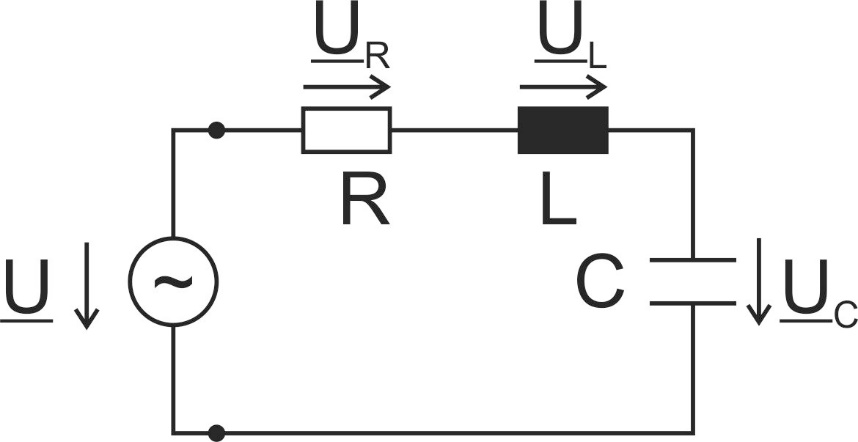 U_R U_L
R L
U ~ C U_C